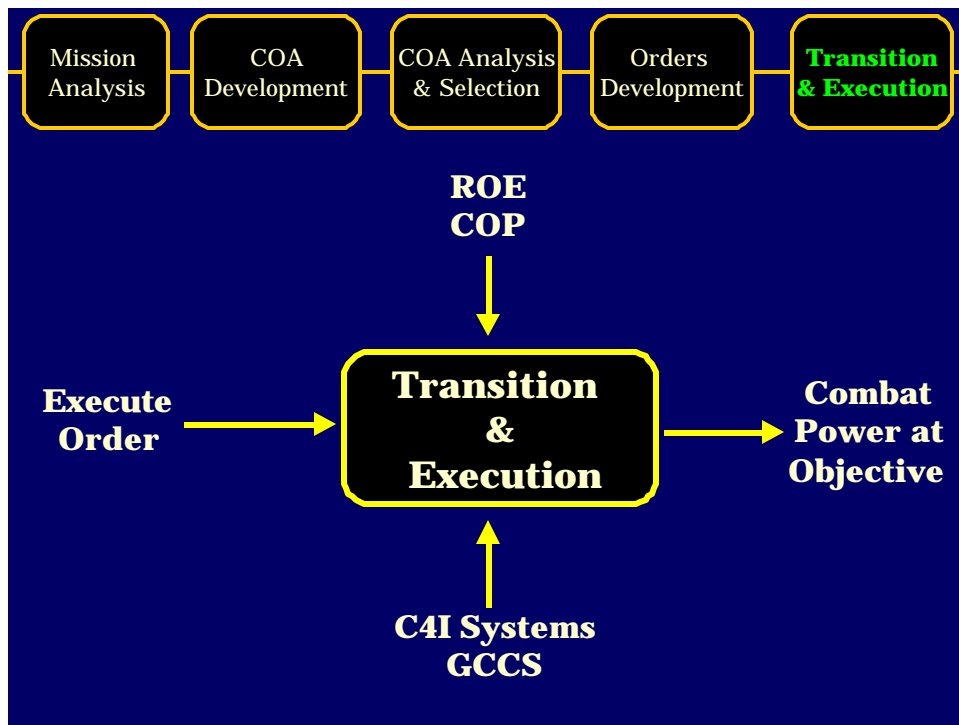 Mission
Analysis
COA
Development
COA Analysis
& Selection
Orders
Development
Transition
& Execution
ROE
COP
Execute
Order
Transition
&
Execution
Combat
Power at
Objective
C4I Systems
GCCS